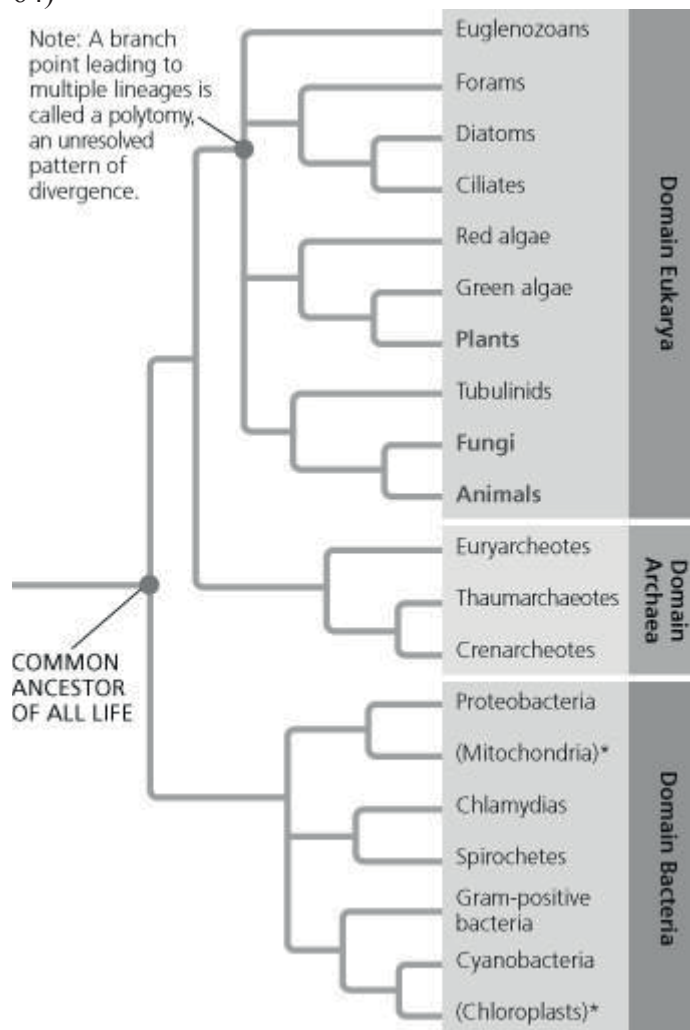 Note: A branch
point leading to
multiple lineages is
called a polytomy,
an unresolved
pattern of
divergence.
Euglenozoans
Forams
Diatoms
Ciliates
Red algae
Green algae
Plants
Tubulinids
Fungi
Animals
Domain Eukarya
Euryarcheotes
Thaumarchaeotes
Crenarcheotes
Domain
Archaea
COMMON
ANCESTOR
OF ALL LIFE
Proteobacteria
(Mitochondria)*
Chlamydias
Spirochetes
Gram-positive
bacteria
Cyanobacteria
(Chloroplasts)*
Domain Bacteria